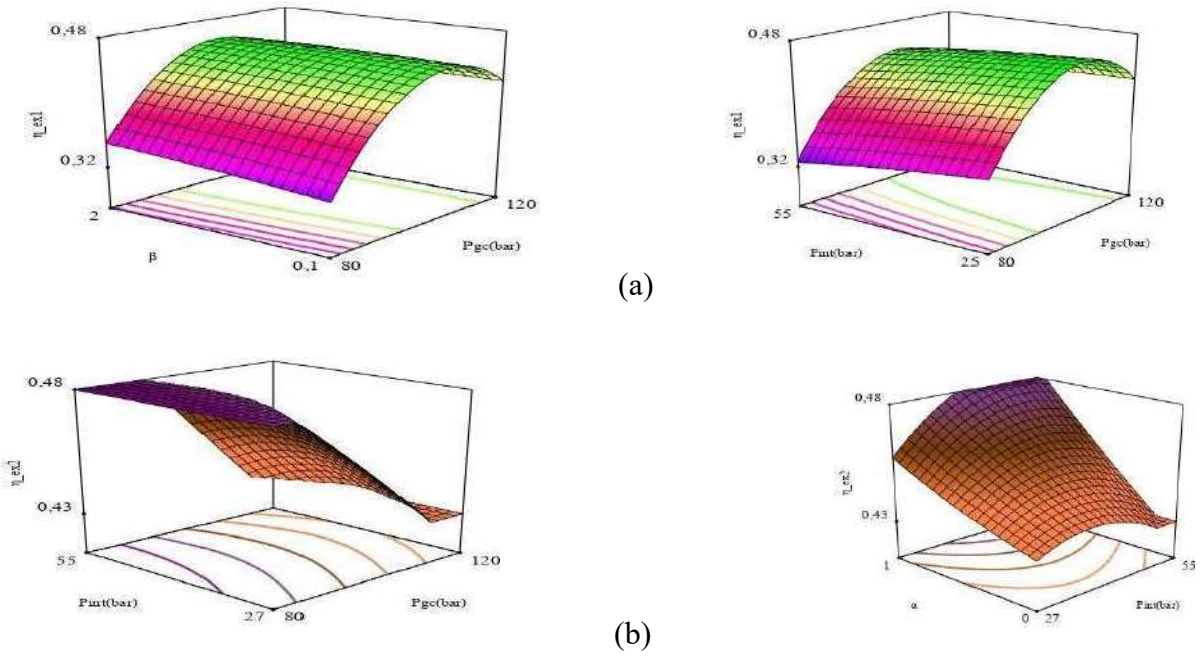 0,48
η_ex1
0,32
2
β
0,1
80
Pgc(bar)
120
0,48
η_ex1
0,32
55
Pint(bar)
25
80
Pgc(bar)
120
(a)
0,48
η_ex2
0,43
55
Pint(bar)
27
80
Pgc(bar)
120
0,48
η_ex2
0,43
1
α
0
27
Pint(bar)
55
(b)